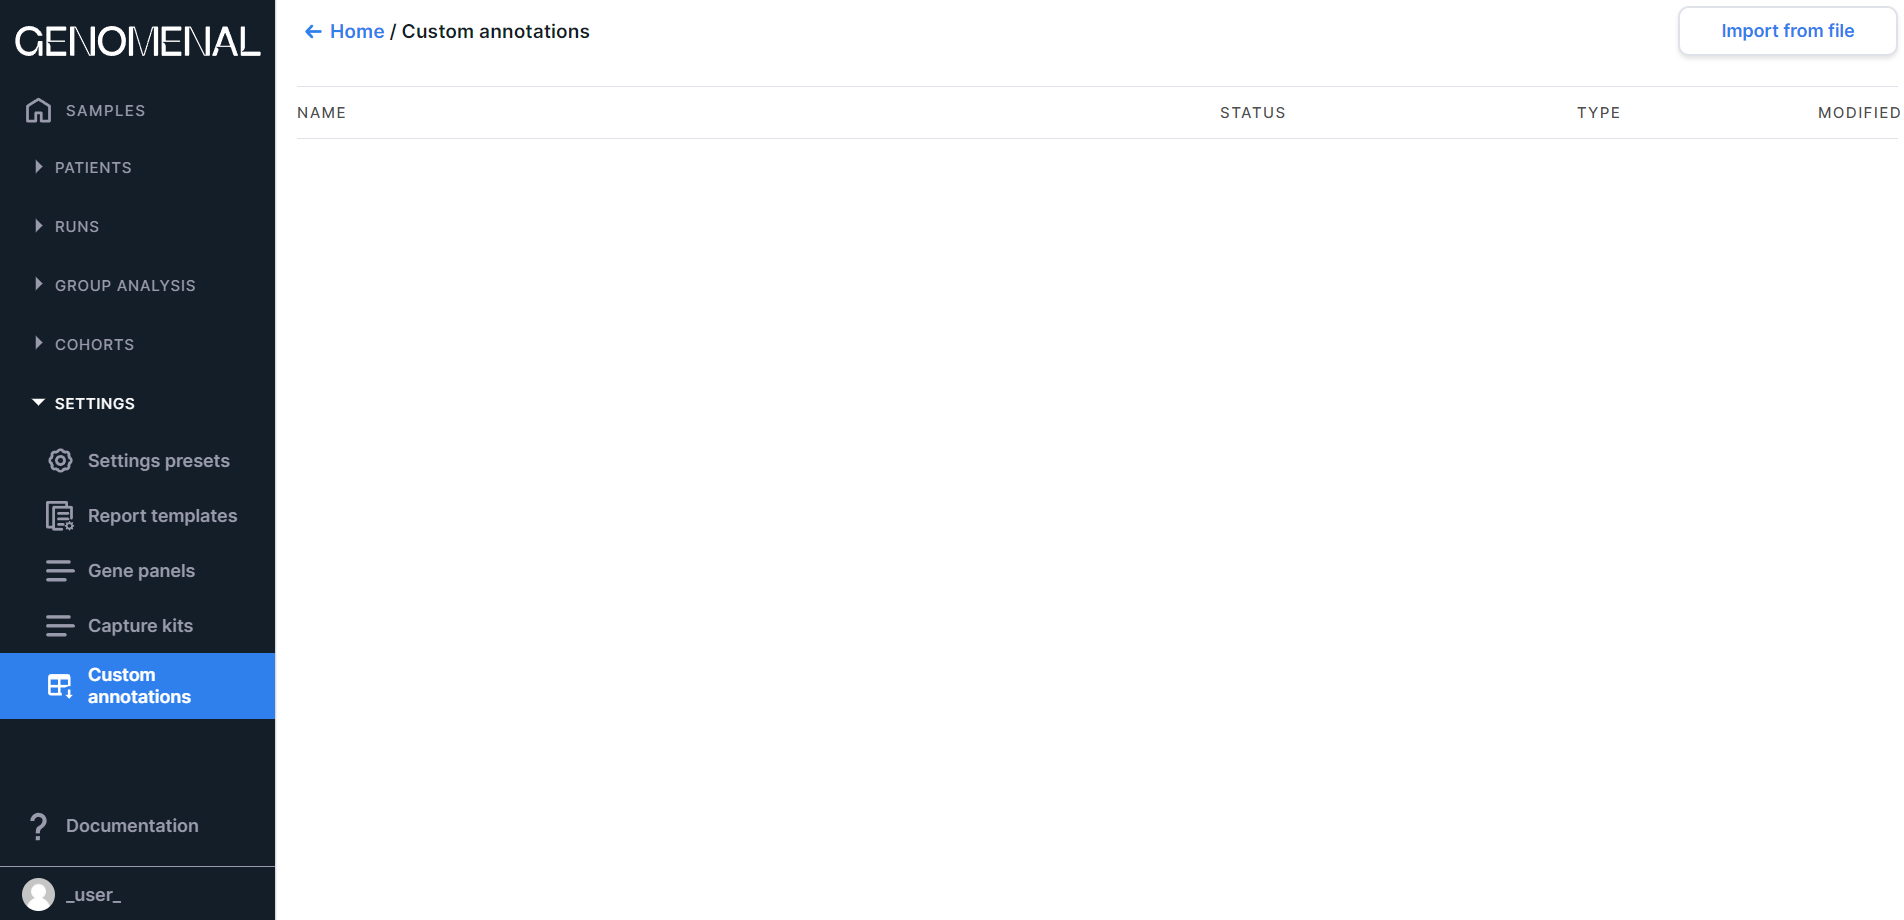 GENOMENAL
SAMPLES
PATIENTS
RUNS
GROUP ANALYSIS
COHORTS
SETTINGS
Settings presets
Report templates
Gene panels
Capture kits
Custom
annotations
Documentation
_user_
← Home / Custom annotations
Import from file
NAME STATUS TYPE MODIFIED